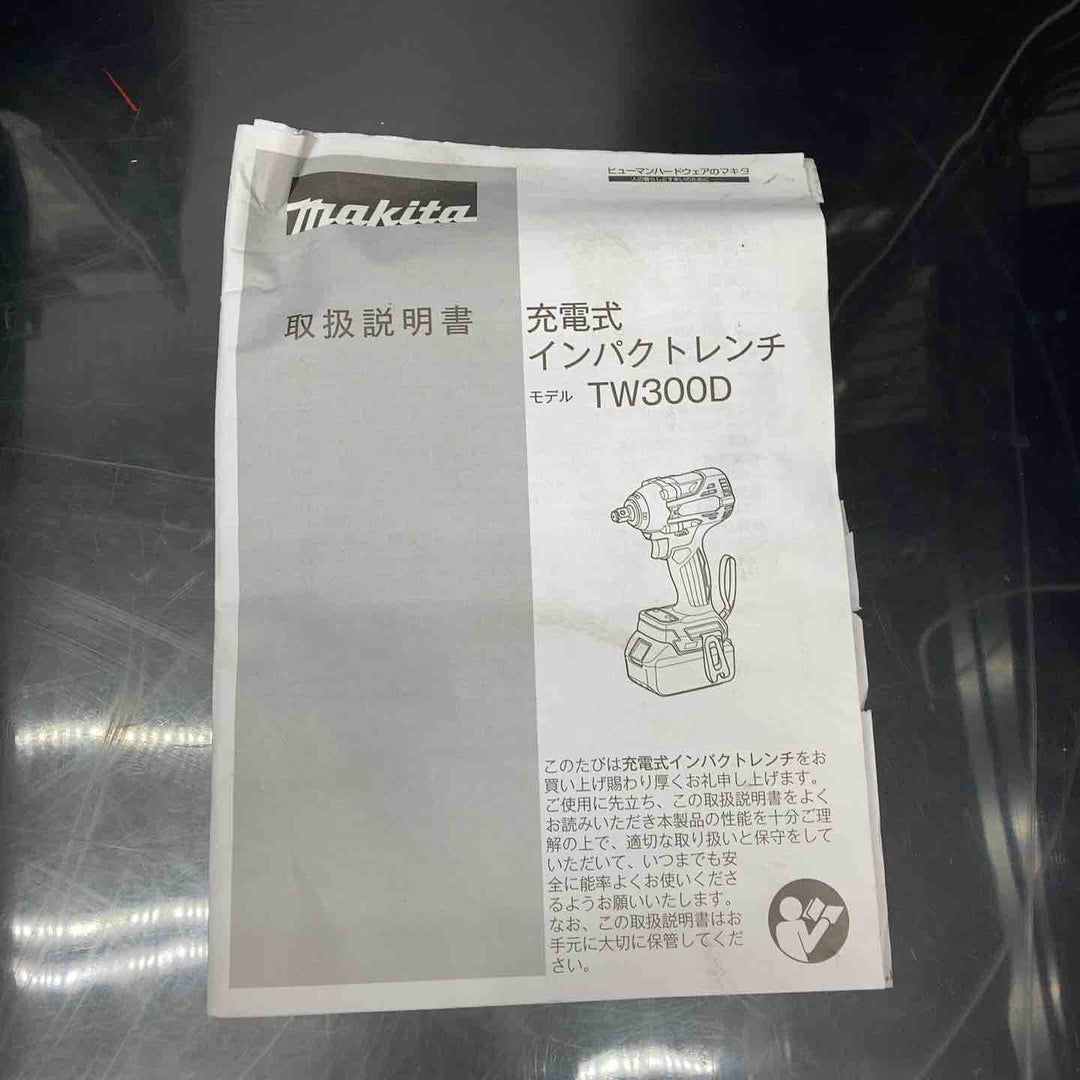 makita
ヒューマンハードウェアのマキタ
取扱説明書
充電式
インパクトレンチ
モデル TW300D
このたびは充電式インパクトレンチをお
買い上げ賜わり厚くお礼申し上げます。
ご使用に先立ち、この取扱説明書をよく
お読みいただき本製品の性能を十分ご理
解の上で、適切な取り扱いと保守をして
いただいて、いつまでも安
全に能率よくお使いくださ
るようお願いいたします。
なお、この取扱説明書はお
手元に大切に保管してくだ
さい。